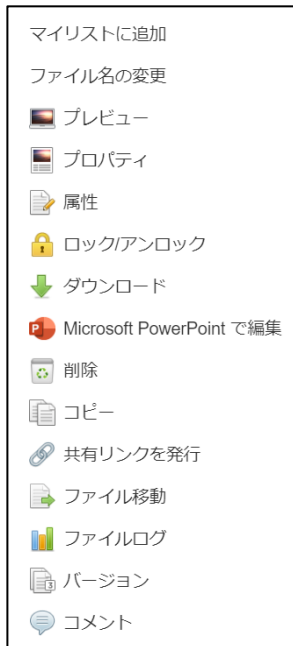 マイリストに追加
ファイル名の変更
プレビュー
プロパティ
属性
ロック/アンロック
ダウンロード
Microsoft PowerPoint で編集
削除
コピー
共有リンクを発行
ファイル移動
ファイルログ
バージョン
コメント